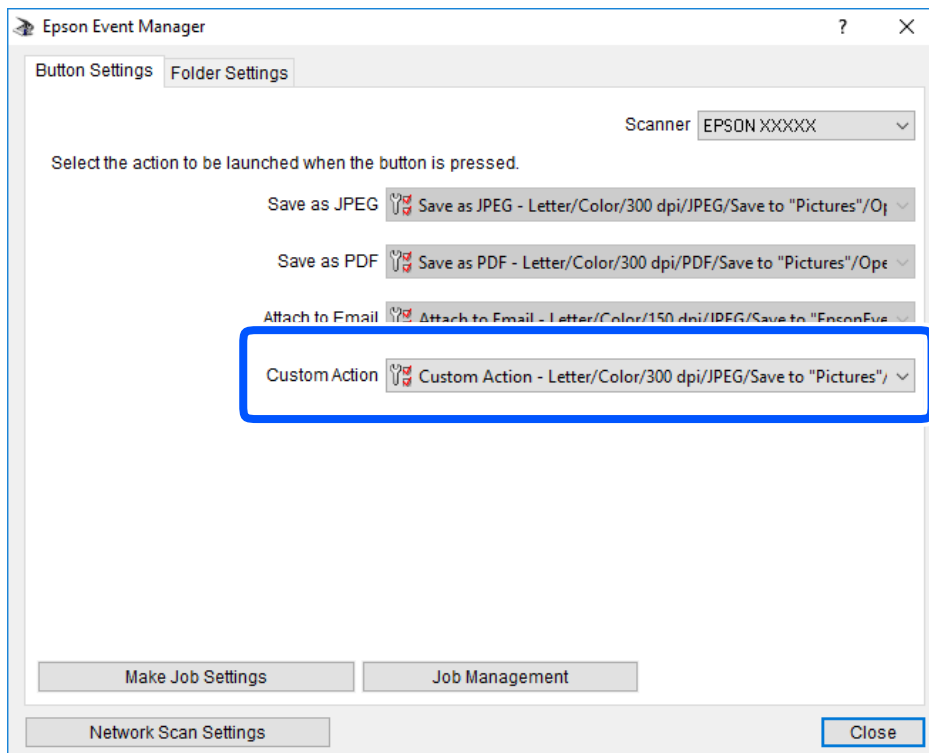 Epson Event Manager
Button Settings
Folder Settings
Scanner EPSON XXXXX
Select the action to be launched when the button is pressed.
Save as JPEG Save as JPEG - Letter/Color/300 dpi/JPEG/Save to "Pictures"/Op
Save as PDF Save as PDF - Letter/Color/300 dpi/PDF/Save to "Pictures"/Ope
Attach to Email Attach to Email - Letter/Color/150 dpi/JPEG/Save to "EpsonEve
Custom Action Custom Action - Letter/Color/300 dpi/JPEG/Save to "Pictures"/
Make Job Settings
Job Management
Network Scan Settings
Close